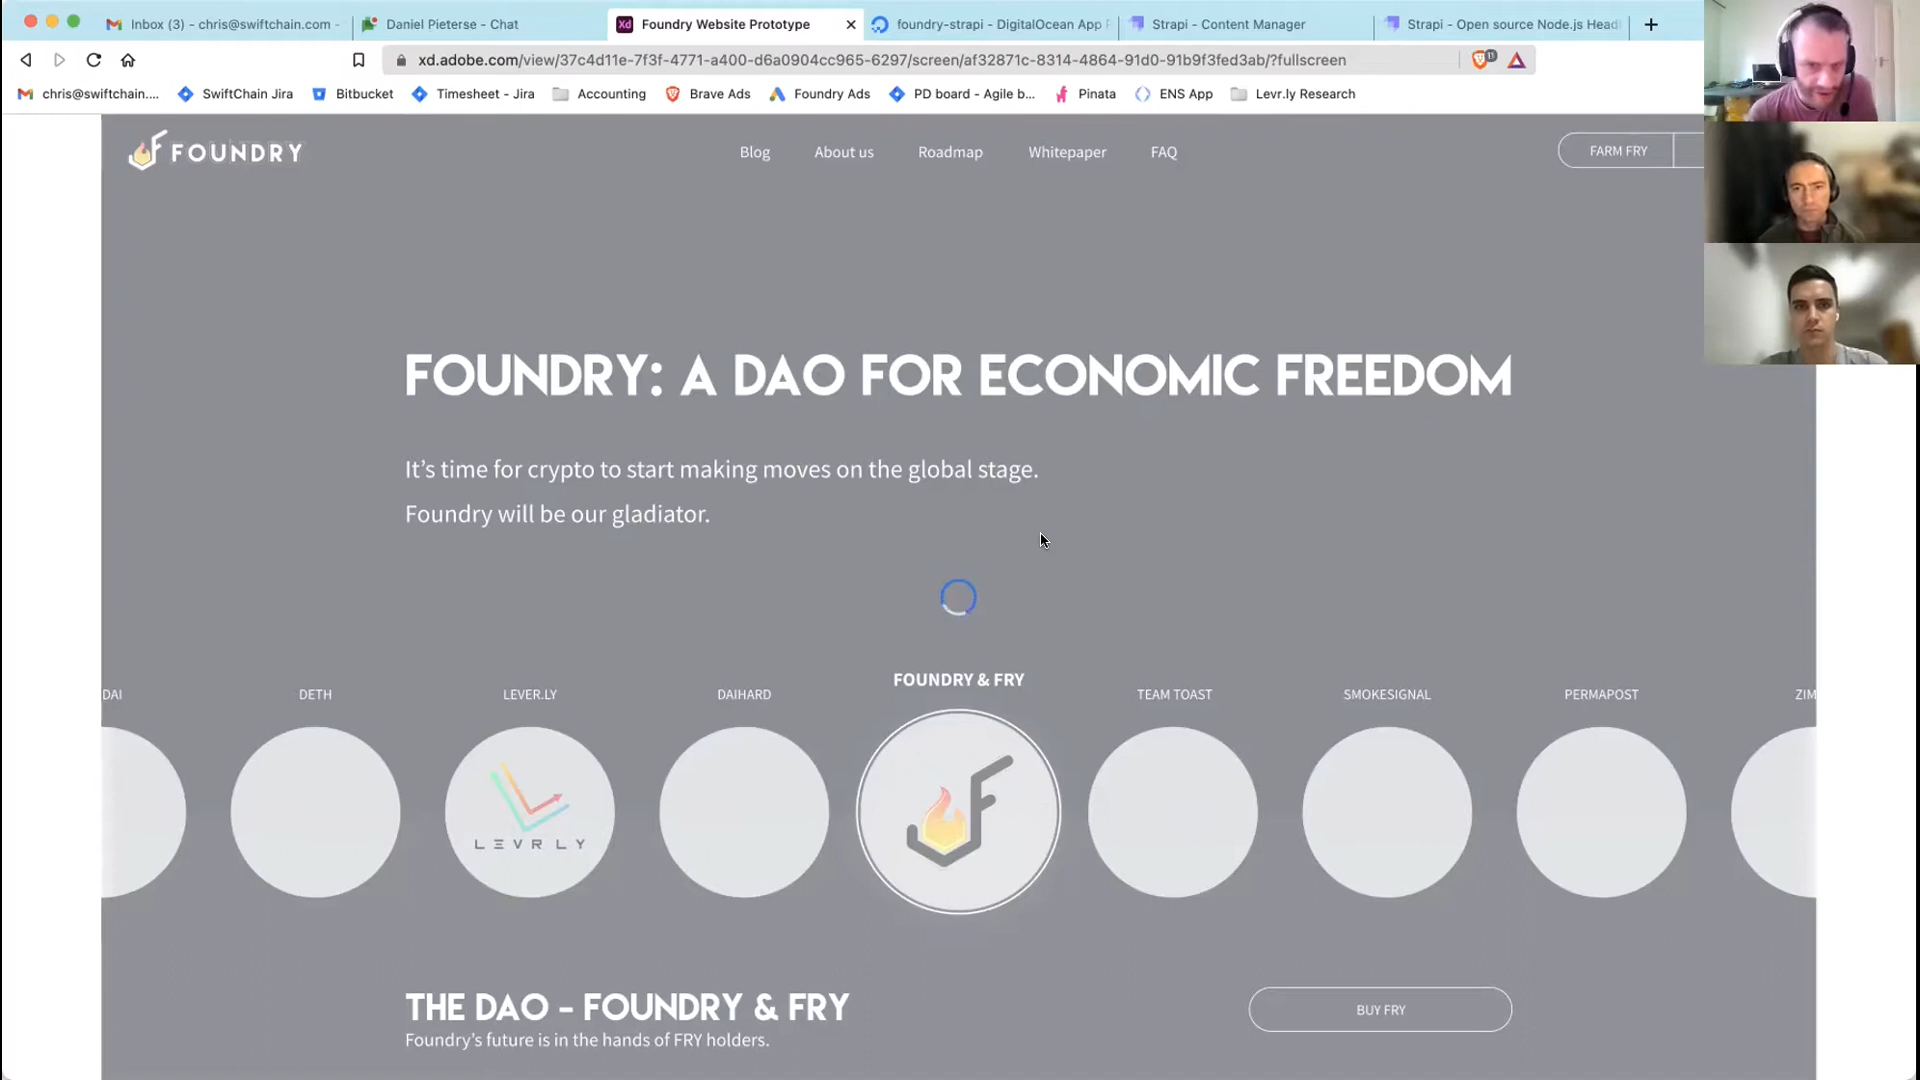 Inbox (3) - chris@swiftchain.com -
Daniel Pieterse - Chat
Xd Foundry Website Prototype
foundry-strapi - DigitalOcean App P
Strapi - Content Manager
Strapi - Open source Node.js Head
xd.adobe.com/view/37c4d11e-7f3f-4771-a400-d6a0904cc965-6297/screen/af32871c-8314-4864-91d0-91b9f3fed3ab/?fullscreen
chris@swiftchain....
SwiftChain Jira
Bitbucket
Timesheet - Jira
Accounting
Brave Ads
Foundry Ads
PD board - Agile b...
Pinata
ENS App
Levr.ly Research
FOUNDRY
Blog
About us
Roadmap
Whitepaper
FAQ
FARM FRY
FOUNDRY: A DAO FOR ECONOMIC FREEDOM
It’s time for crypto to start making moves on the global stage.
Foundry will be our gladiator.
DAI
DETH
LEVER.LY
DAIHARD
FOUNDRY & FRY
TEAM TOAST
SMOKESIGNAL
PERMAPOST
ZIM
LEVRLY
THE DAO - FOUNDRY & FRY
Foundry’s future is in the hands of FRY holders.
BUY FRY